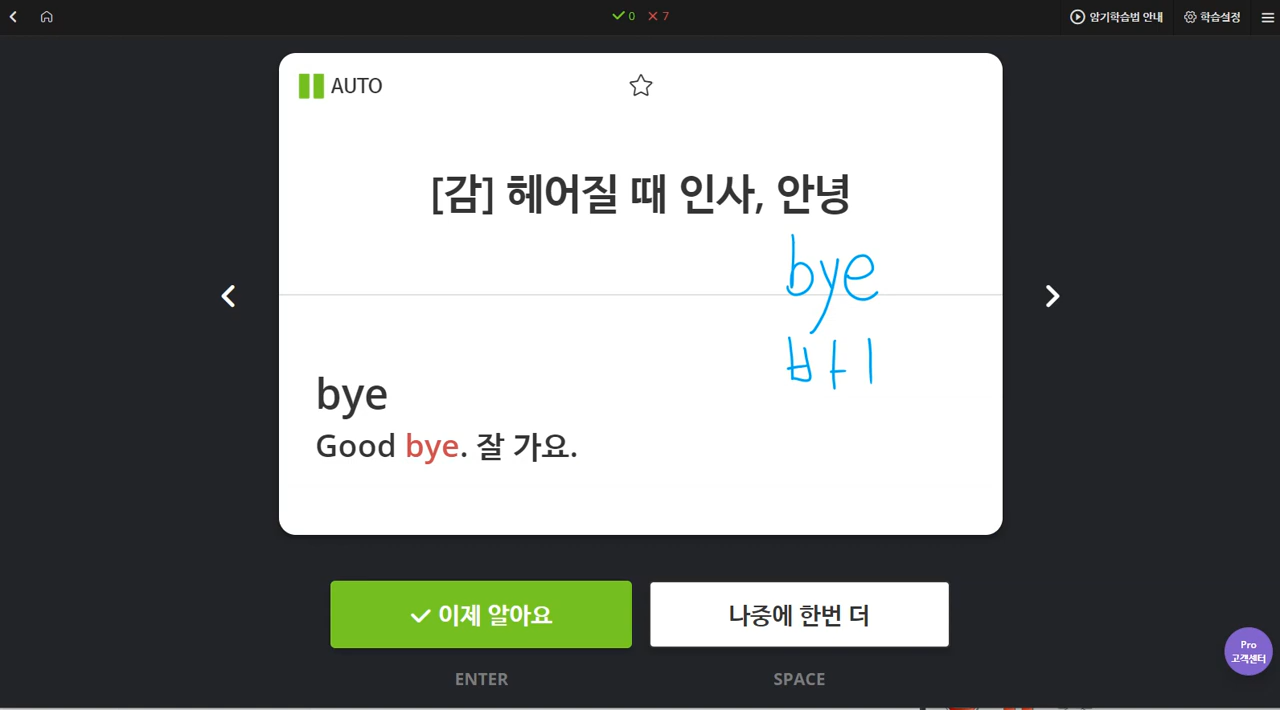 0 7 암기학습법 안내 학습설정
AUTO
[감] 헤어질 때 인사, 안녕
bye
ㅂㅏㅣ
bye
Good bye. 잘 가요.
이제 알아요 나중에 한번 더
ENTER SPACE
Pro
고객센터